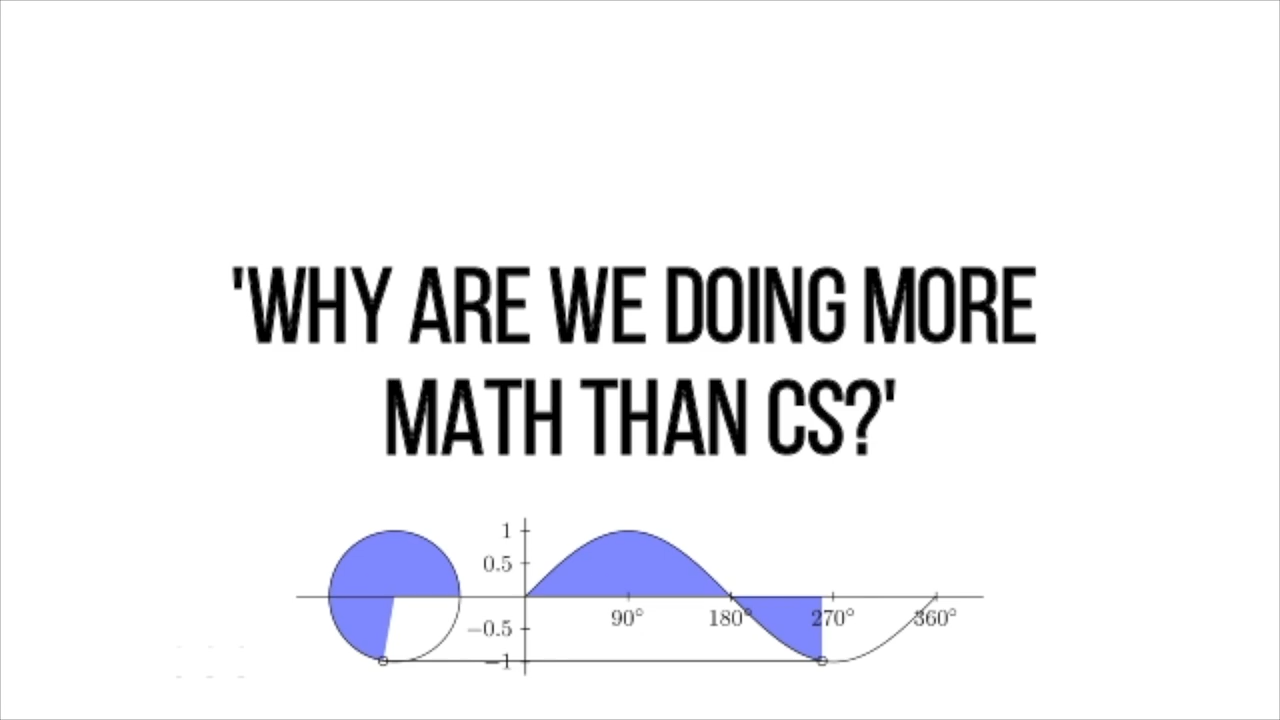 'WHY ARE WE DOING MORE
MATH THAN CS?'
1
0.5
90° 180° 270° 360°
−0.5
−1